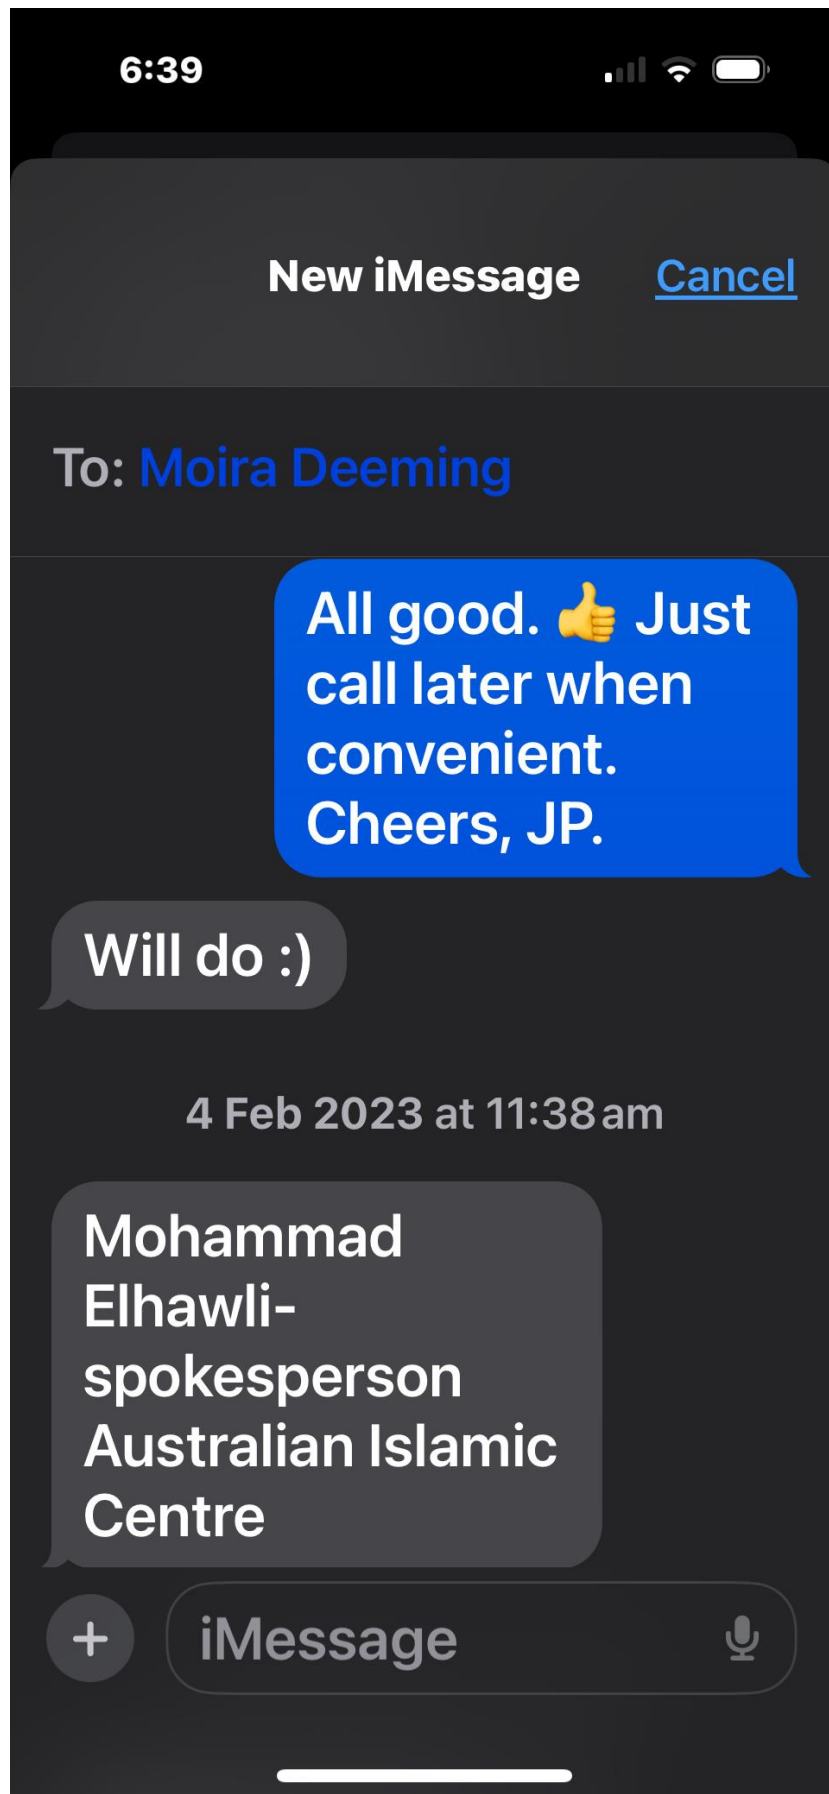 6:39
New iMessage Cancel
To: Moira Deeming
All good. 👍 Just
call later when
convenient.
Cheers, JP.
Will do :)
4 Feb 2023 at 11:38 am
Mohammad
Elhawli-
spokesperson
Australian Islamic
Centre
iMessage